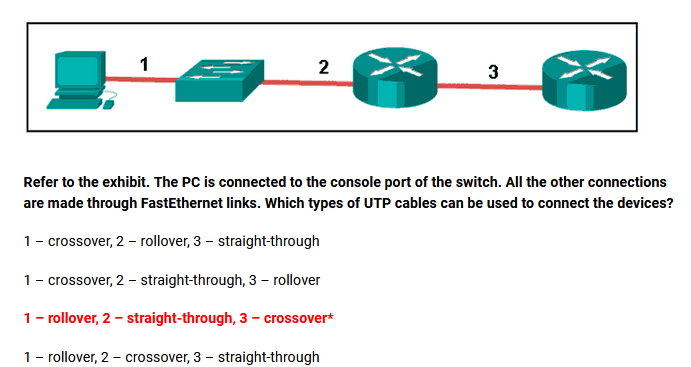 1
2
3
Refer to the exhibit. The PC is connected to the console port of the switch. All the other connections
are made through FastEthernet links. Which types of UTP cables can be used to connect the devices?
1 – crossover, 2 – rollover, 3 – straight-through
1 – crossover, 2 – straight-through, 3 – rollover
1 – rollover, 2 – straight-through, 3 – crossover*
1 – rollover, 2 – crossover, 3 – straight-through